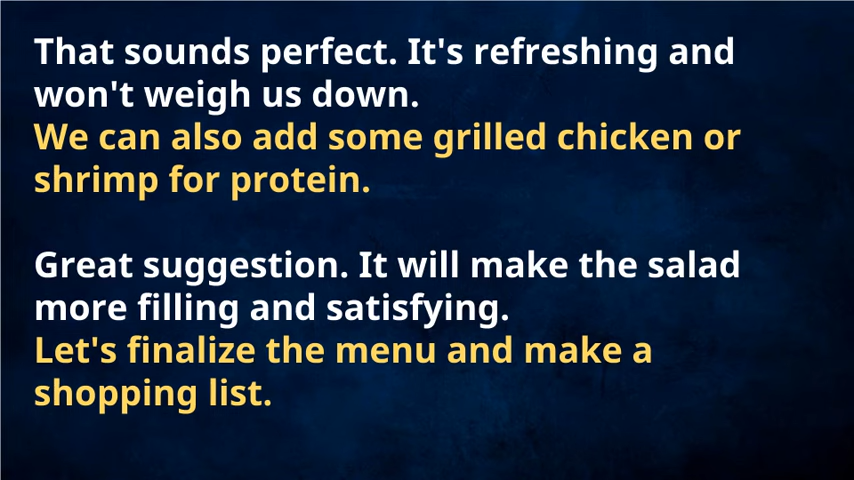 That sounds perfect. It's refreshing and
won't weigh us down.
We can also add some grilled chicken or
shrimp for protein.
Great suggestion. It will make the salad
more filling and satisfying.
Let's finalize the menu and make a
shopping list.